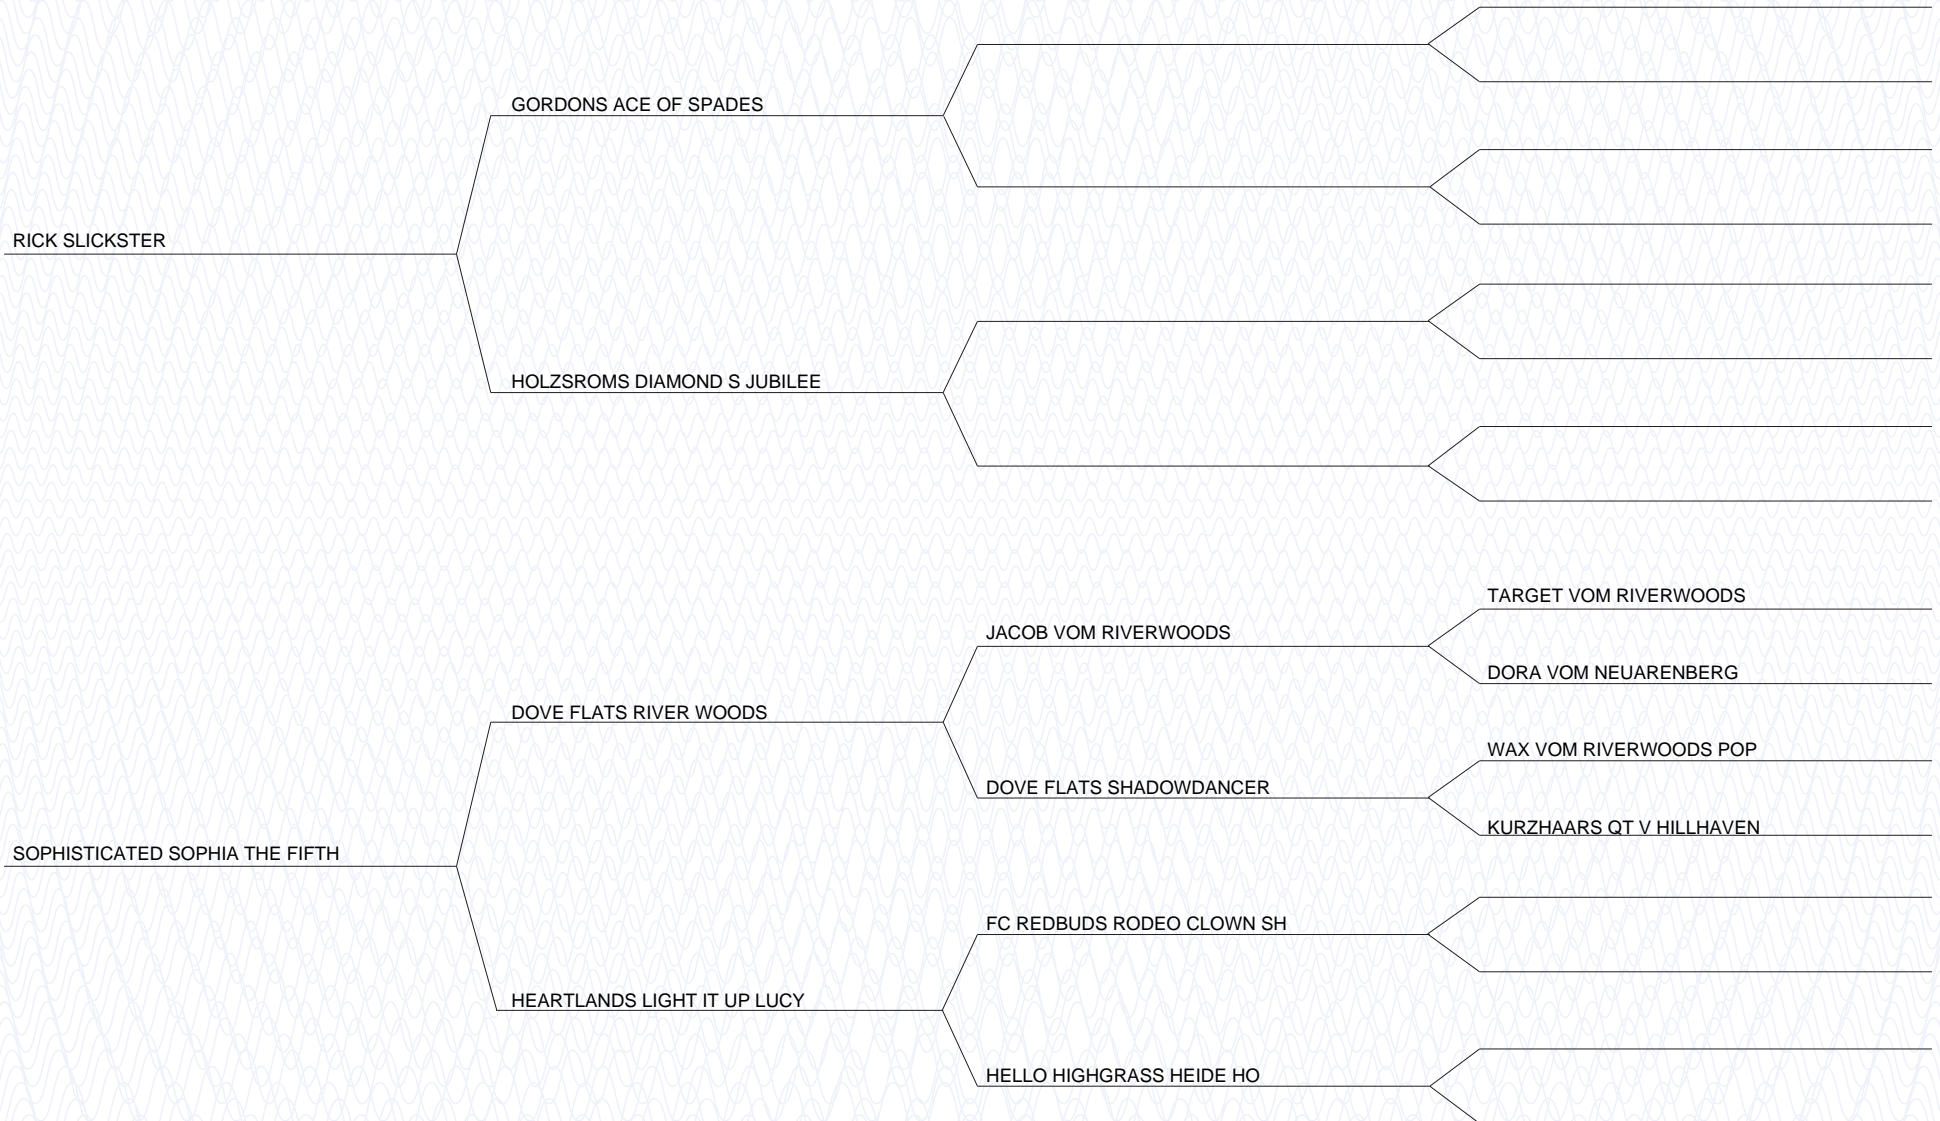 GORDONS ACE OF SPADES
RICK SLICKSTER
HOLZSROMS DIAMOND S JUBILEE
TARGET VOM RIVERWOODS
JACOB VOM RIVERWOODS
DORA VOM NEUARENBERG
DOVE FLATS RIVER WOODS
WAX VOM RIVERWOODS POP
DOVE FLATS SHADOWDANCER
KURZHAARS QT V HILLHAVEN
SOPHISTICATED SOPHIA THE FIFTH
FC REDBUDS RODEO CLOWN SH
HEARTLANDS LIGHT IT UP LUCY
HELLO HIGHGRASS HEIDE HO